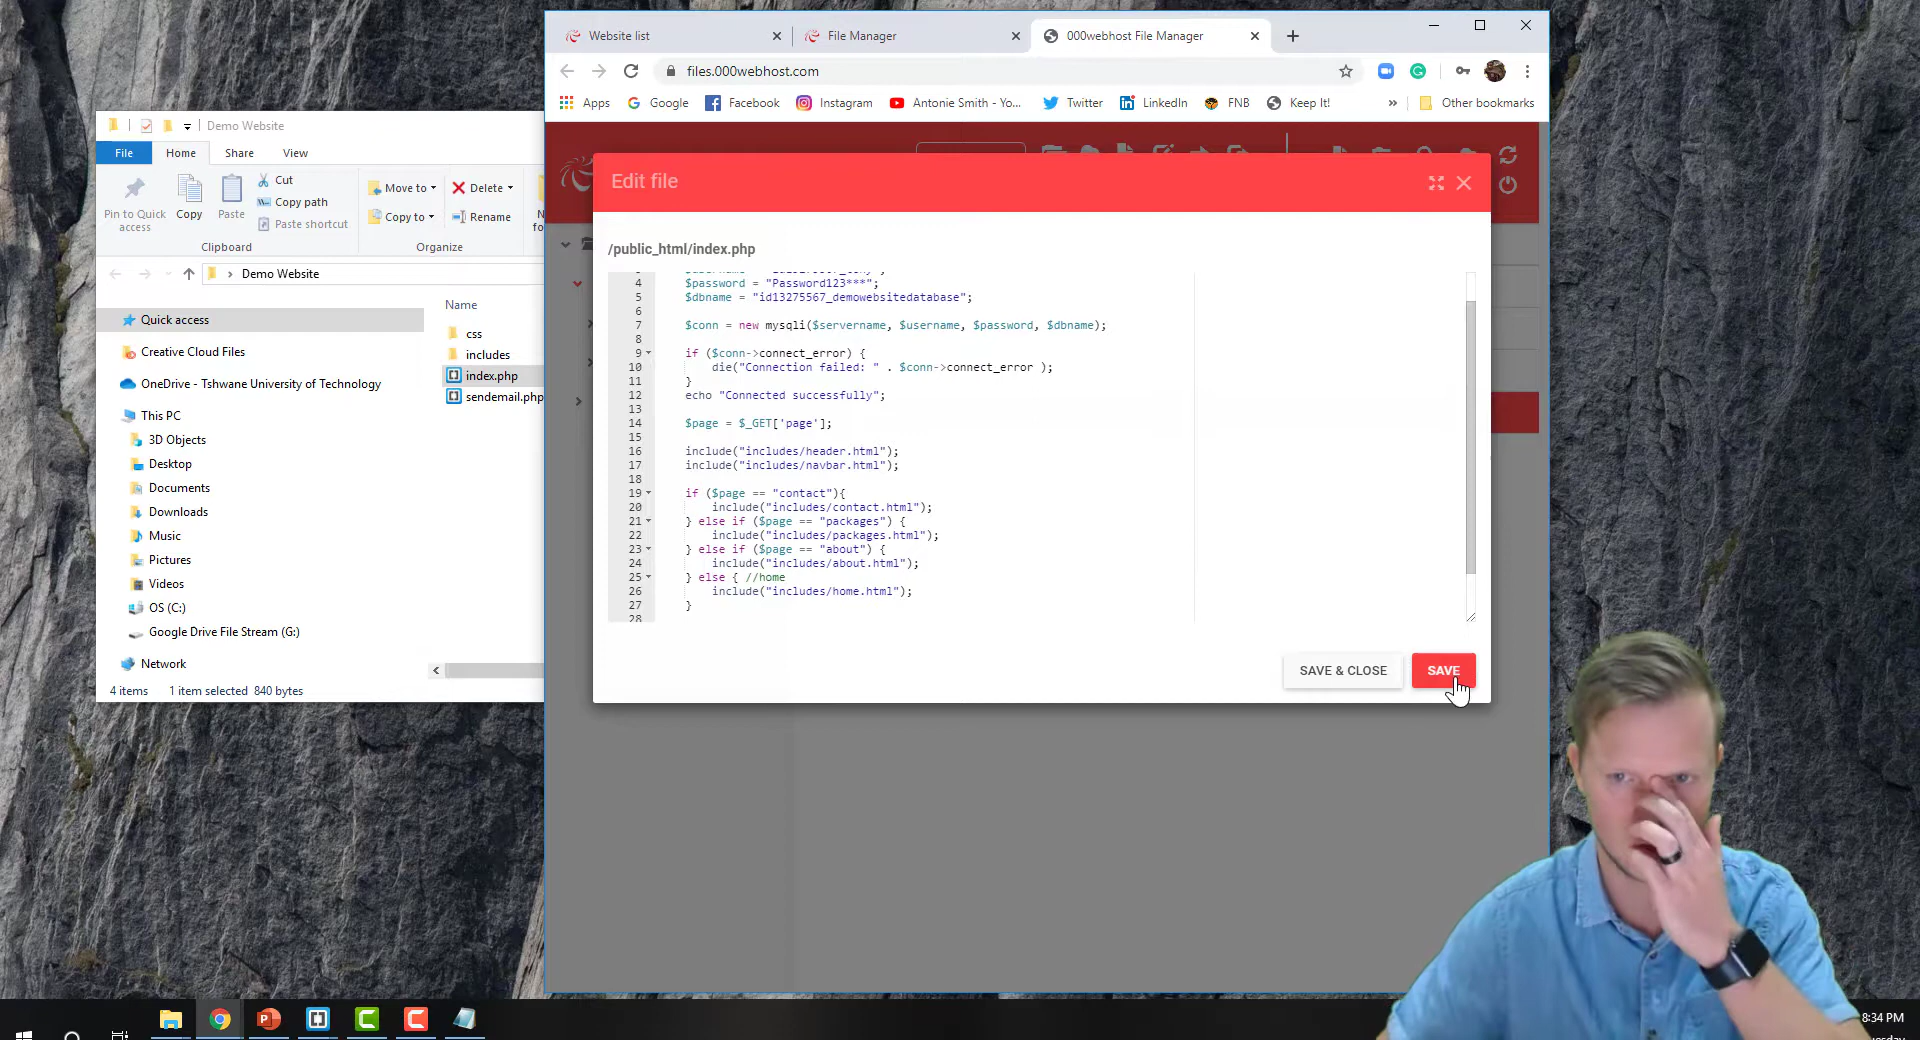 Website list
File Manager
000webhost File Manager
files.000webhost.com
Apps
Google
Facebook
Instagram
Antonie Smith - Yo...
Twitter
LinkedIn
FNB
Keep It!
»
Other bookmarks
Demo Website
File
Home
Share
View
Pin to Quick access
Copy
Paste
Cut
Copy path
Paste shortcut
Clipboard
Move to
Copy to
Delete
Rename
Organize
Demo Website
Quick access
Creative Cloud Files
OneDrive - Tshwane University of Technology
This PC
3D Objects
Desktop
Documents
Downloads
Music
Pictures
Videos
OS (C:)
Google Drive File Stream (G:)
Network
4 items
1 item selected 840 bytes
Name
css
includes
index.php
sendemail.php
Edit file
/public_html/index.php
4 $password = "Password123***";
5 $dbname = "id13275567_demowebsitedatabase";
6
7 $conn = new mysqli($servername, $username, $password, $dbname);
8
9 if ($conn->connect_error) {
10 die("Connection failed: " . $conn->connect_error );
11 }
12 echo "Connected successfully";
13
14 $page = $_GET['page'];
15
16 include("includes/header.html");
17 include("includes/navbar.html");
18
19 if ($page == "contact"){
20 include("includes/contact.html");
21 } else if ($page == "packages") {
22 include("includes/packages.html");
23 } else if ($page == "about") {
24 include("includes/about.html");
25 } else { //home
26 include("includes/home.html");
27 }
28
SAVE & CLOSE
SAVE
8:34 PM